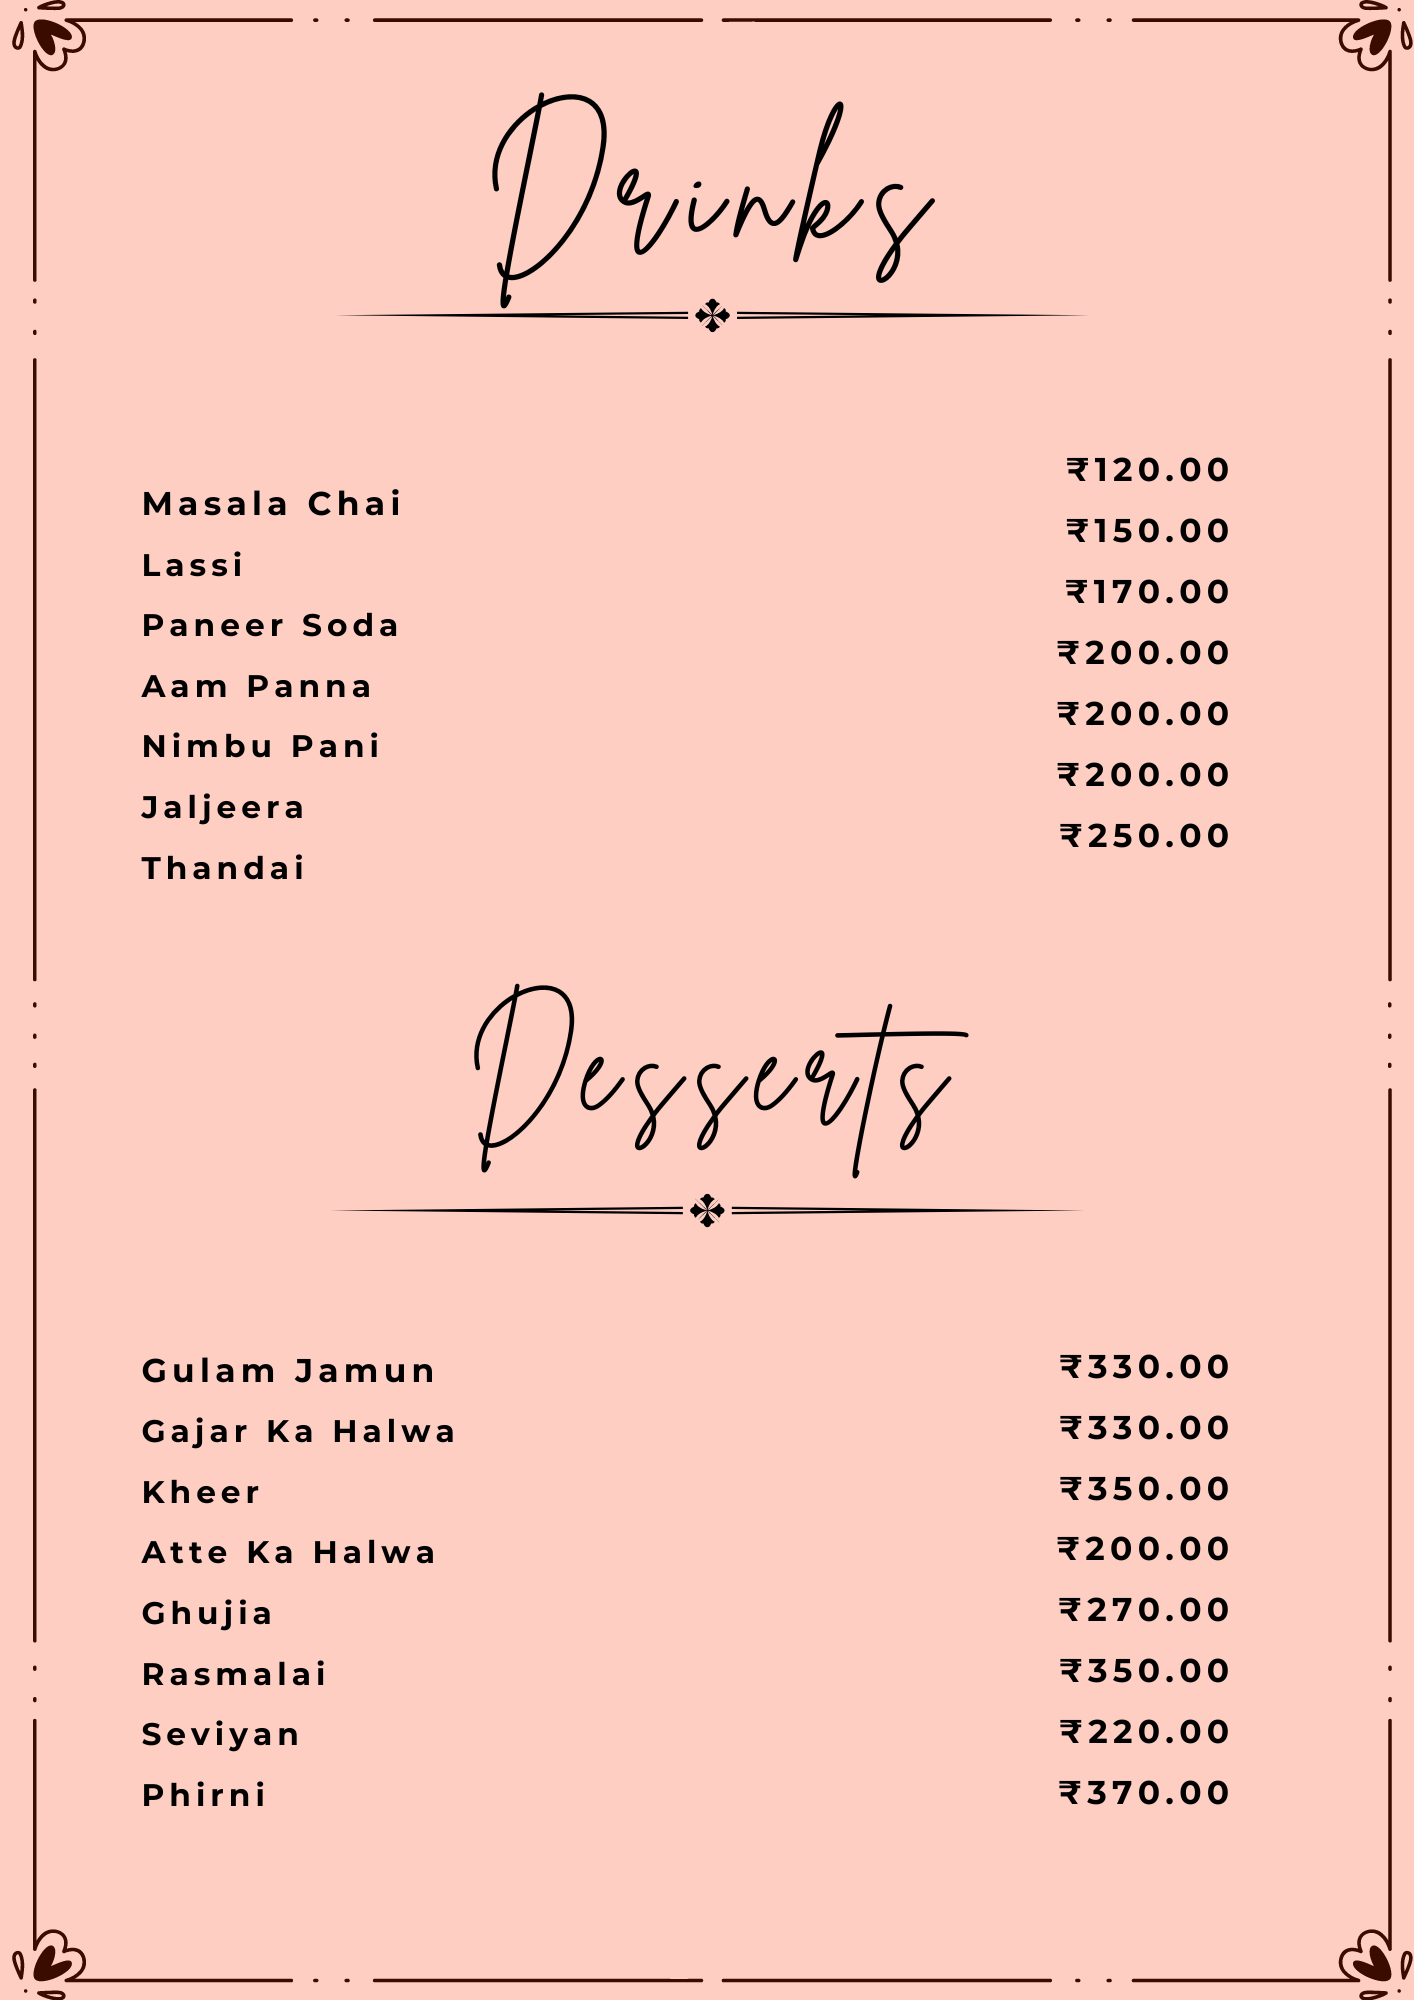 Drinks
Masala Chai ₹120.00
Lassi ₹150.00
Paneer Soda ₹170.00
Aam Panna ₹200.00
Nimbu Pani ₹200.00
Jaljeera ₹200.00
Thandai ₹250.00
Desserts
Gulam Jamun ₹330.00
Gajar Ka Halwa ₹330.00
Kheer ₹350.00
Atte Ka Halwa ₹200.00
Ghujia ₹270.00
Rasmalai ₹350.00
Seviyan ₹220.00
Phirni ₹370.00